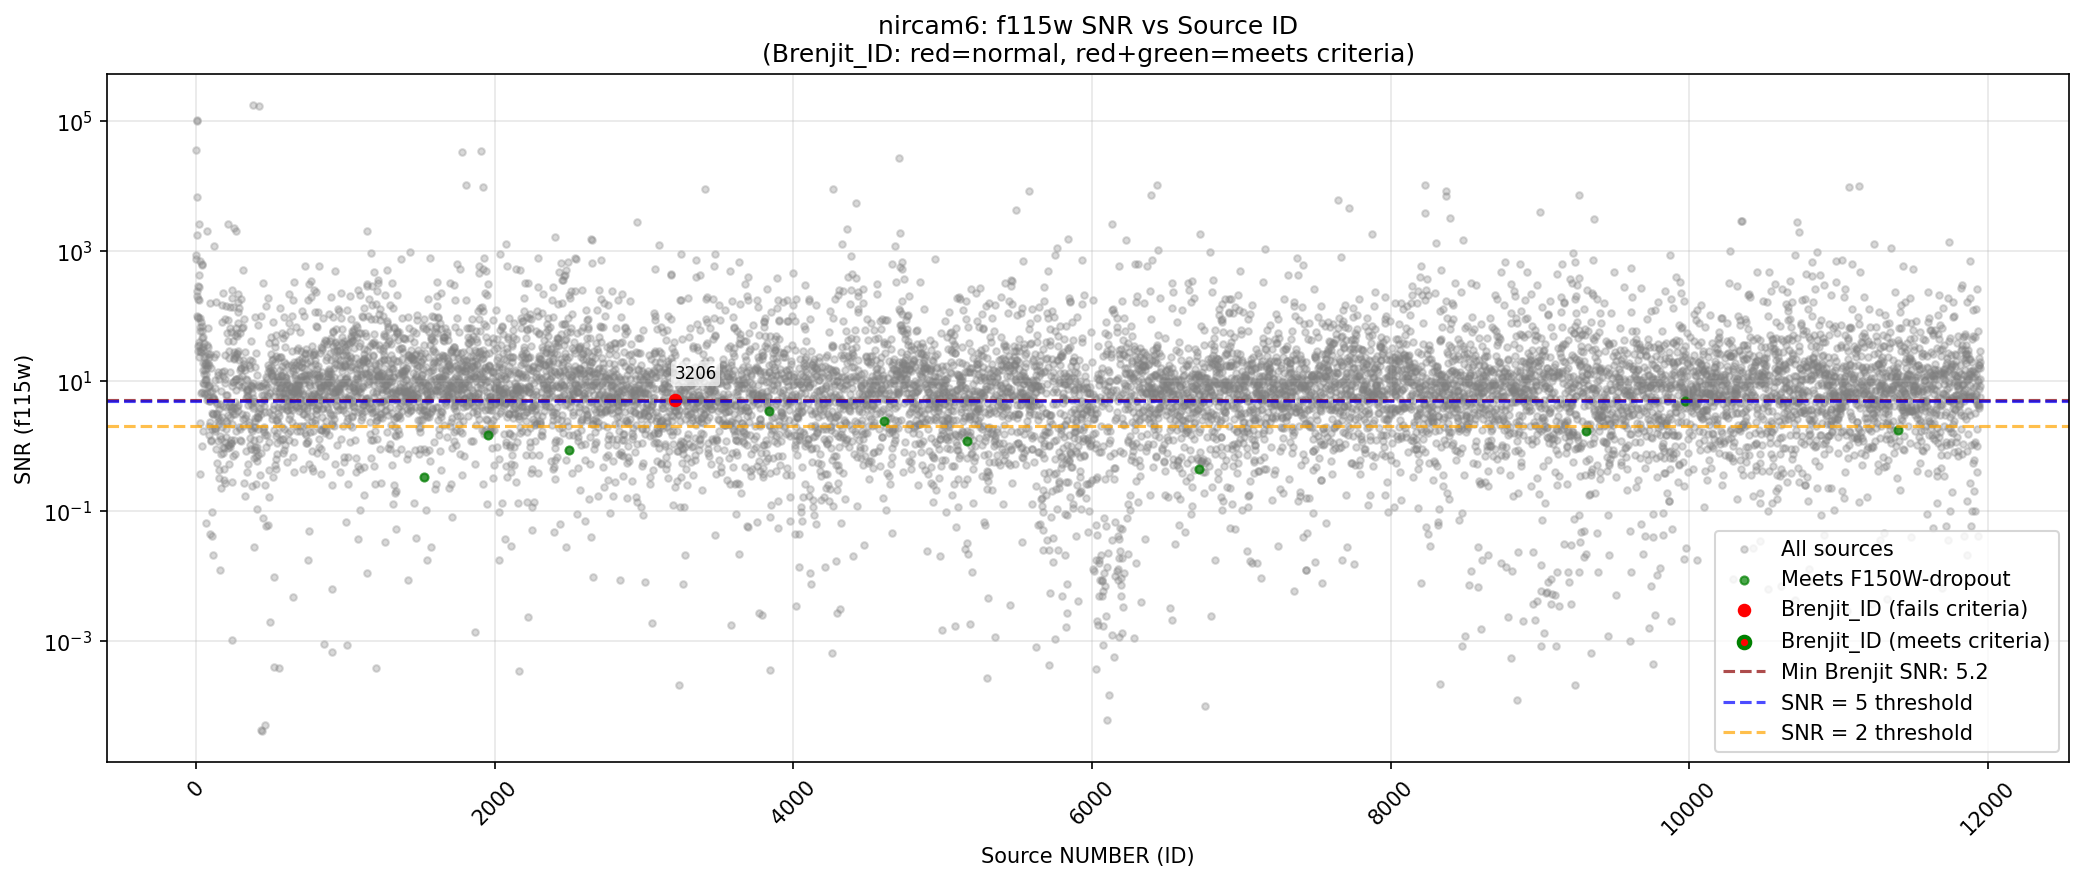 nircam6: f115w SNR vs Source ID
(Brenjit_ID: red=normal, red+green=meets criteria)
SNR (f115w)
10^5
10^3
10^1
10^-1
10^-3
3206
All sources
Meets F150W-dropout
Brenjit_ID (fails criteria)
Brenjit_ID (meets criteria)
Min Brenjit SNR: 5.2
SNR = 5 threshold
SNR = 2 threshold
0
2000
4000
6000
8000
10000
12000
Source NUMBER (ID)